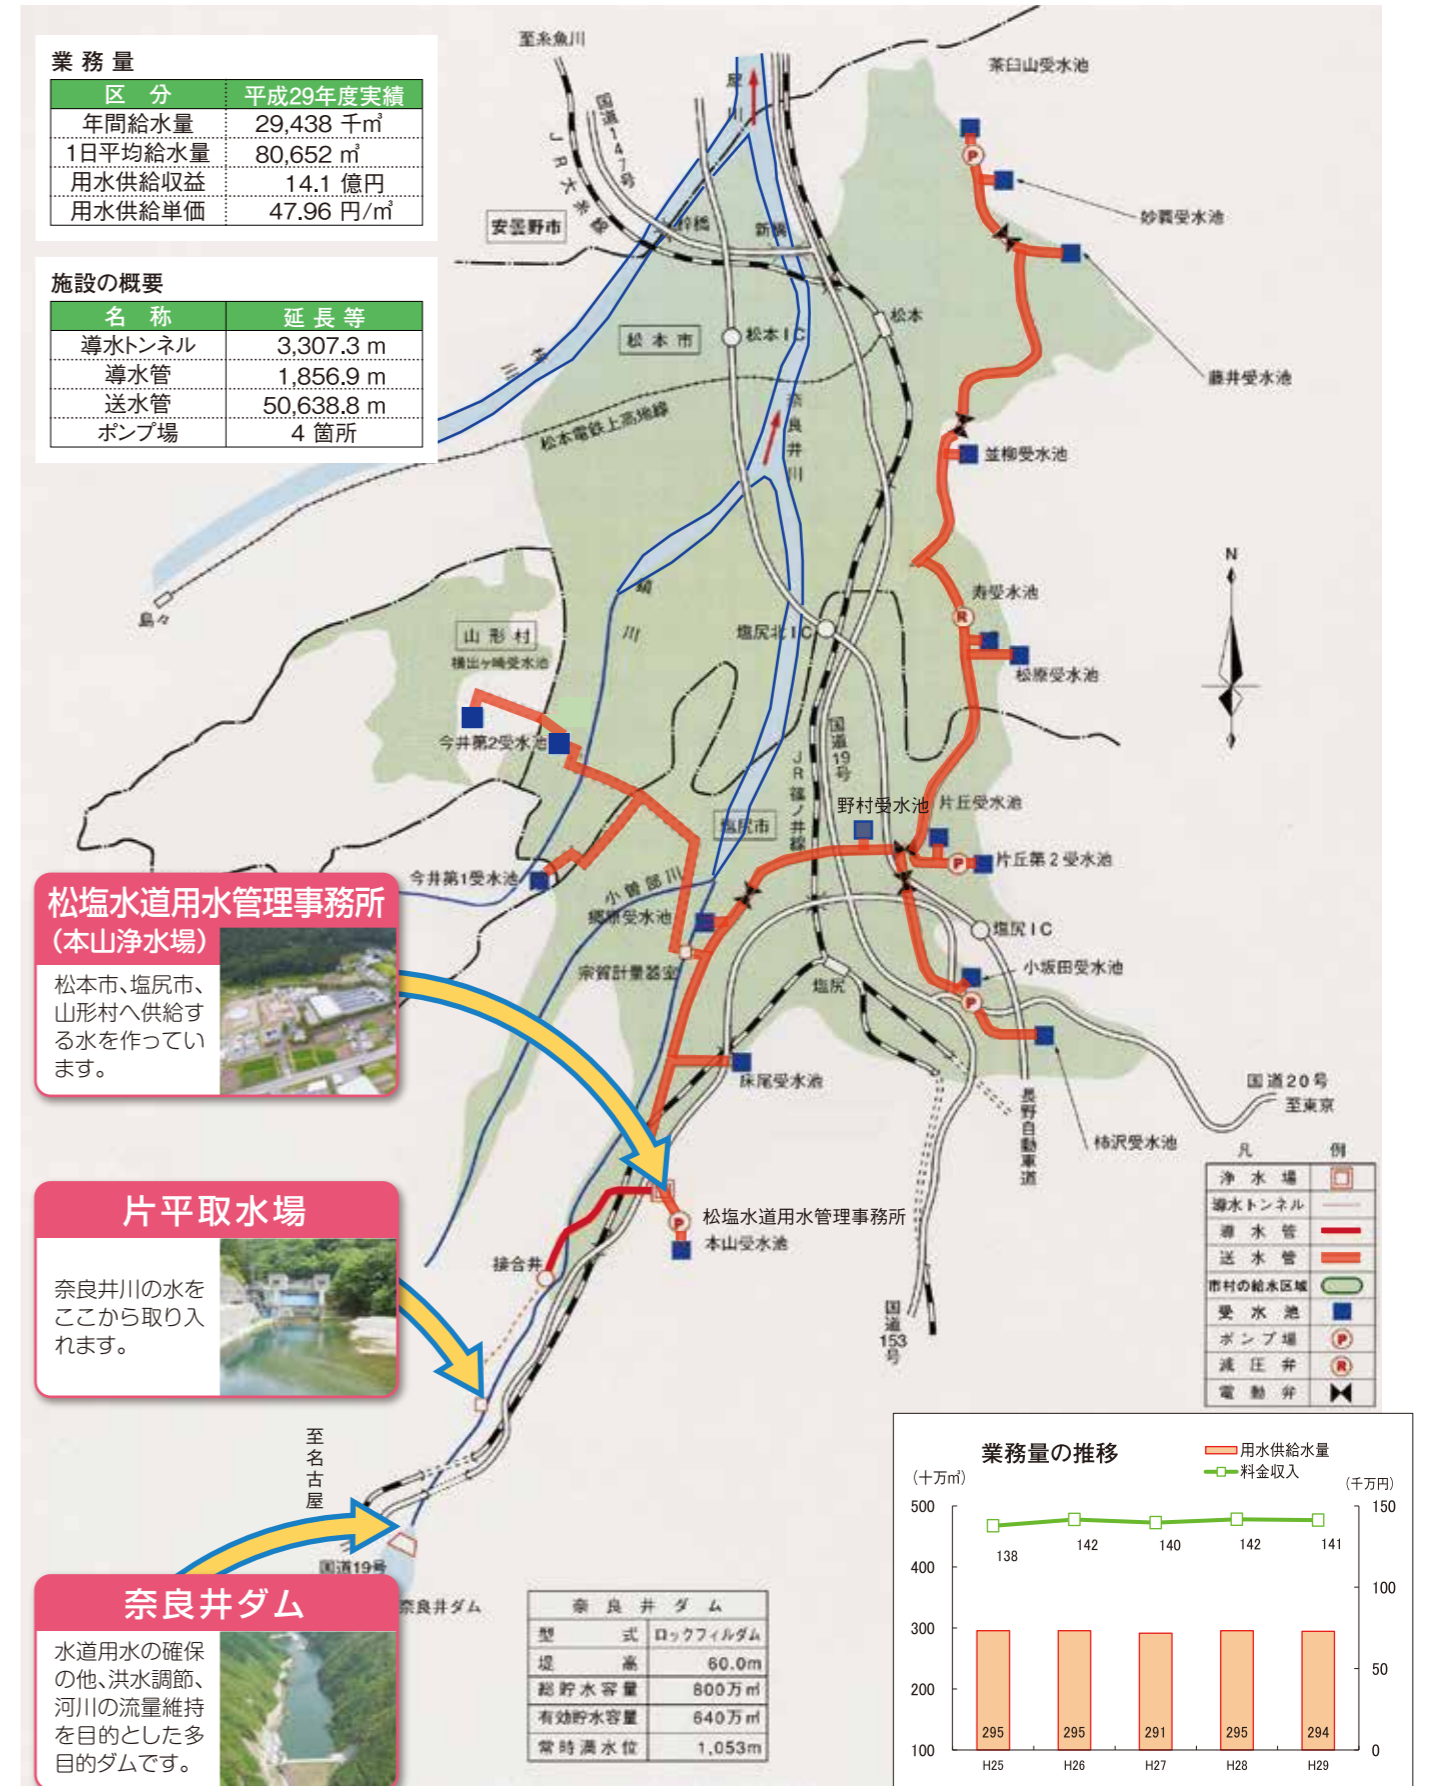 業務量
区　分　平成29年度実績
年間給水量　29,438 千㎥
1日平均給水量　80,652 ㎥
用水供給収益　14.1 億円
用水供給単価　47.96 円/㎥
施設の概要
名　称　延 長 等
導水トンネル　3,307.3 m
導水管　1,856.9 m
送水管　50,638.8 m
ポンプ場　4 箇所
至糸魚川
国道147号
JR大糸線
安曇野市
梓橋
新橋
茶臼山受水池
妙義受水池
藤井受水池
松本市
松本IC
松本
松本電鉄上高地線
奈良井川
並柳受水池
島々
鎖川
山形村
横出ヶ崎受水池
今井第2受水池
塩尻北IC
寿受水池
松原受水池
N
国道19号
JR篠ノ井線
野村受水池
片丘受水池
塩尻市
片丘第2受水池
今井第1受水池
小曽部川
郷原受水池
宗賀計量器室
塩尻IC
塩尻
小坂田受水池
床尾受水池
長野自動車道
柿沢受水池
国道20号
至東京
松塩水道用水管理事務所
(本山浄水場)
松本市、塩尻市、
山形村へ供給す
る水を作ってい
ます。
松塩水道用水管理事務所
本山受水池
接合井
国道153号
片平取水場
奈良井川の水を
ここから取り入
れます。
至名古屋
国道19号
奈良井ダム
奈良井ダム
水道用水の確保
の他、洪水調節、
河川の流量維持
を目的とした多
目的ダムです。
凡　例
浄水場
導水トンネル
導水管
送水管
市村の給水区域
受水池
ポンプ場 P
減圧弁 R
電動弁
奈良井ダム
型　式　ロックフィルダム
堤　高　60.0m
総貯水容量　800万㎥
有効貯水容量　640万㎥
常時満水位　1,053m
業務量の推移
用水供給水量
料金収入
(十万㎥)
(千万円)
500
400
300
200
100
150
100
50
0
138 142 140 142 141
295 295 291 295 294
H25 H26 H27 H28 H29